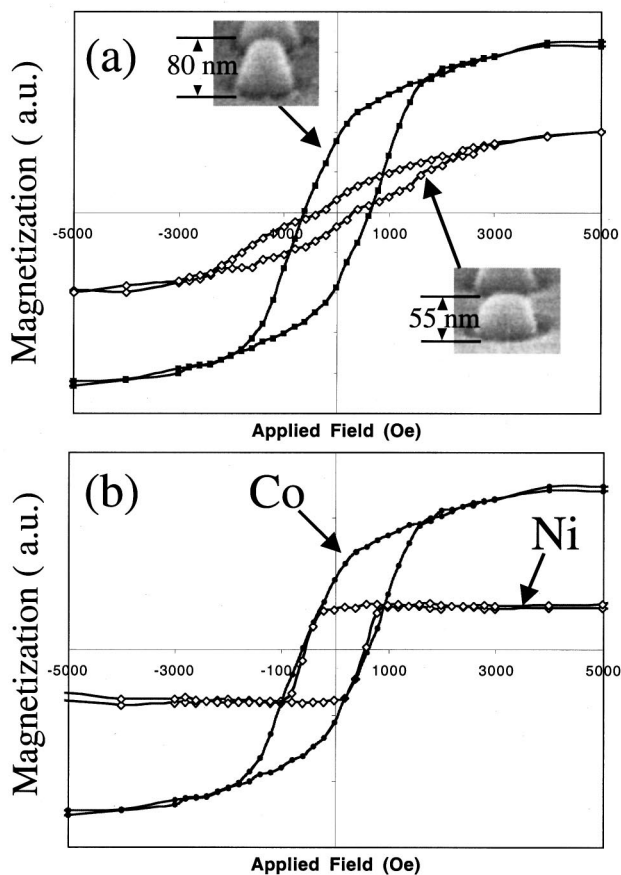 (a)
80 nm
Magnetization ( a.u.)
-5000 -3000 -1000 1000 3000 5000
55 nm
Applied Field (Oe)
(b)
Co
Ni
Magnetization ( a.u.)
-5000 -3000 -1000 0 1000 3000 5000
Applied Field (Oe)